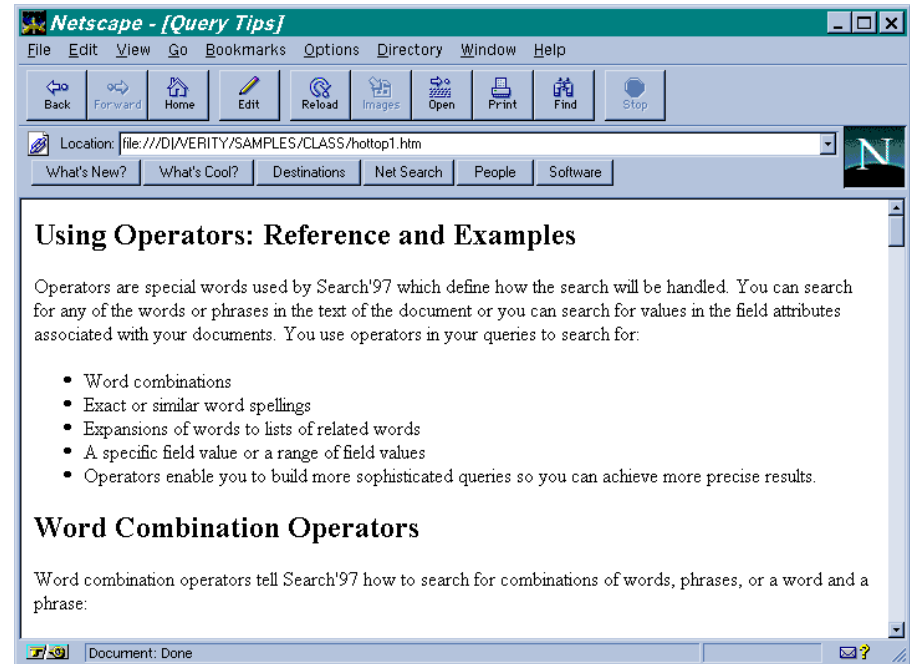 Netscape - [Query Tips]
File Edit View Go Bookmarks Options Directory Window Help
Back Forward Home Edit Reload Images Open Print Find Stop
Location: file:///D|/VERITY/SAMPLES/CLASS/hottop1.htm
N
What's New? What's Cool? Destinations Net Search People Software
Using Operators: Reference and Examples
Operators are special words used by Search'97 which define how the search will be handled. You can search
for any of the words or phrases in the text of the document or you can search for values in the field attributes
associated with your documents. You use operators in your queries to search for:
• Word combinations
• Exact or similar word spellings
• Expansions of words to lists of related words
• A specific field value or a range of field values
• Operators enable you to build more sophisticated queries so you can achieve more precise results.
Word Combination Operators
Word combination operators tell Search'97 how to search for combinations of words, phrases, or a word and a
phrase:
Document: Done
?